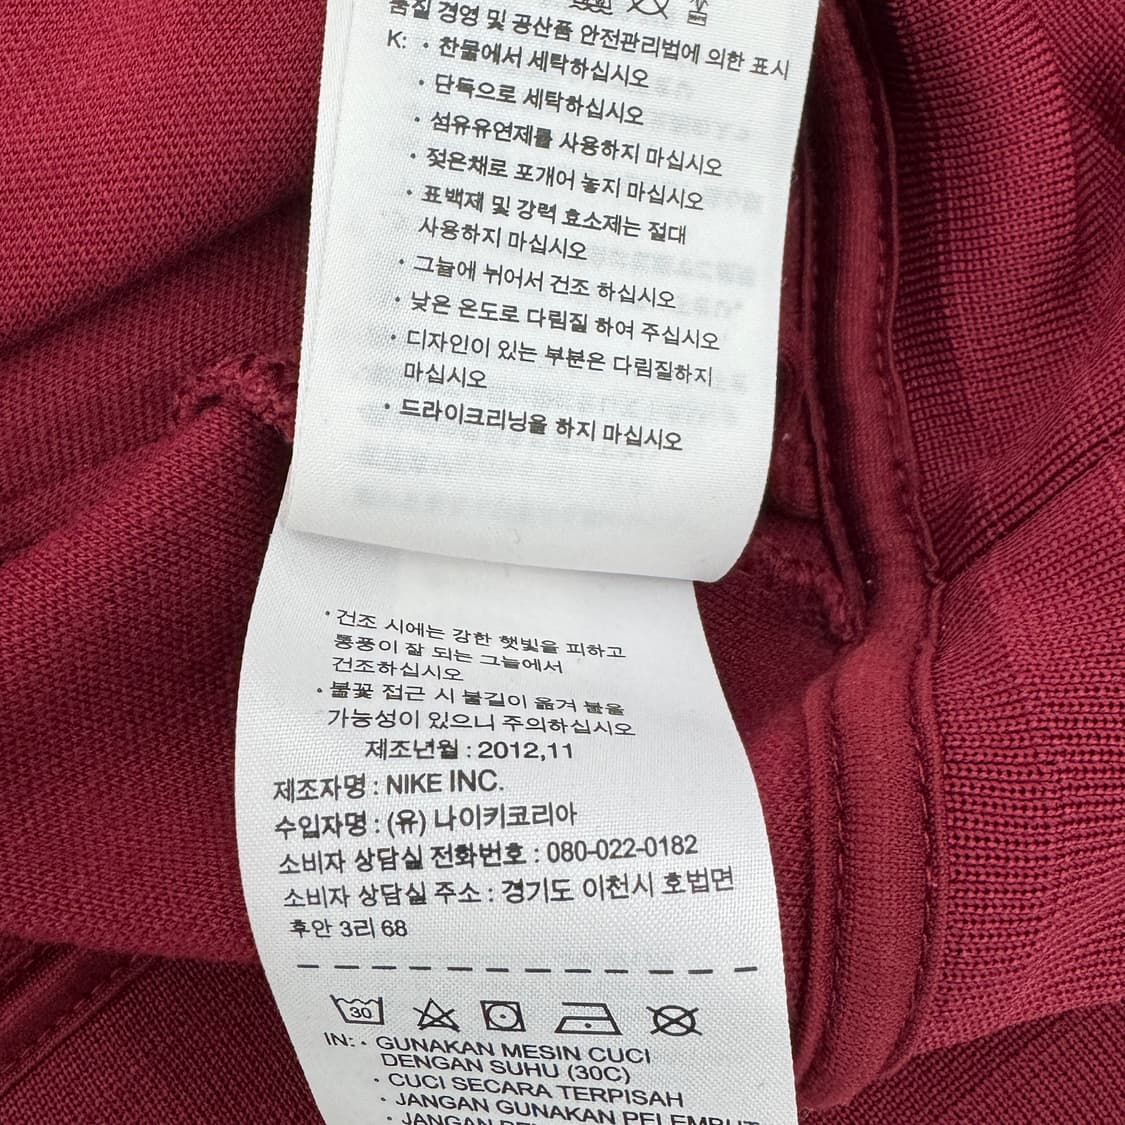 품질 경영 및 공산품 안전관리법에 의한 표시
K: • 찬물에서 세탁하십시오
• 단독으로 세탁하십시오
• 섬유유연제를 사용하지 마십시오
• 젖은채로 포개어 놓지 마십시오
• 표백제 및 강력 효소제는 절대
사용하지 마십시오
• 그늘에 뉘어서 건조 하십시오
• 낮은 온도로 다림질 하여 주십시오
• 디자인이 있는 부분은 다림질하지
마십시오
• 드라이크리닝을 하지 마십시오
• 건조 시에는 강한 햇빛을 피하고
통풍이 잘 되는 그늘에서
건조하십시오
• 불꽃 접근 시 불길이 옮겨 붙을
가능성이 있으니 주의하십시오
제조년월 : 2012,11
제조자명 : NIKE INC.
수입자명 : (유) 나이키코리아
소비자 상담실 전화번호 : 080-022-0182
소비자 상담실 주소 : 경기도 이천시 호법면
후안 3리 68
30
IN: • GUNAKAN MESIN CUCI
DENGAN SUHU (30C)
• CUCI SECARA TERPISAH
• JANGAN GUNAKAN PELEMBUT
• JANGAN